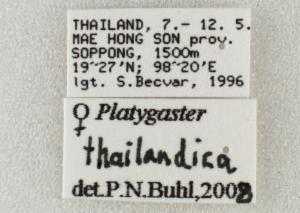 THAILAND, 7.- 12. 5.
MAE HONG SON prov.
SOPPONG, 1500m
19~27'N; 98~20'E
lgt. S.Becvar, 1996
♀ Platygaster
thailandica
det.P.N.Buhl,2008